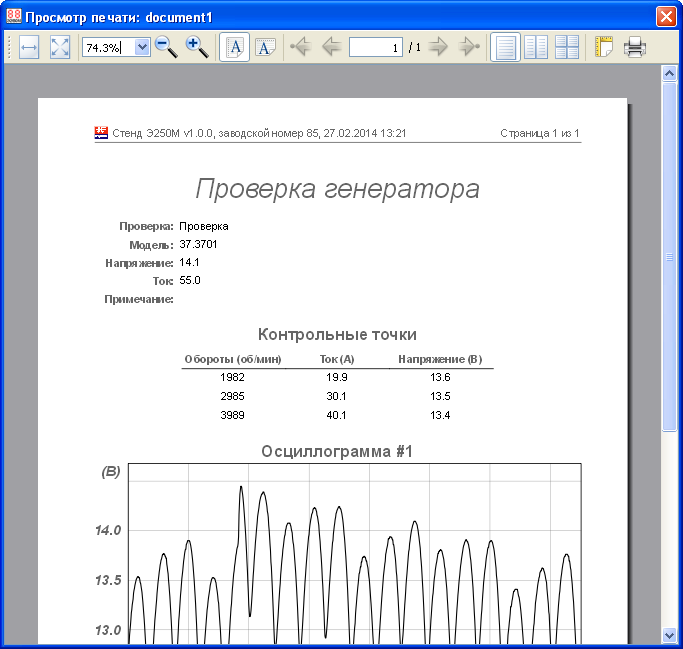 Просмотр печати: document1
74.3%
A A 1 / 1
Стенд Э250М v1.0.0, заводской номер 85, 27.02.2014 13:21 Страница 1 из 1
Проверка генератора
Проверка: Проверка
Модель: 37.3701
Напряжение: 14.1
Ток: 55.0
Примечание:
Контрольные точки
Обороты (об/мин) Ток (А) Напряжение (В)
1982 19.9 13.6
2985 30.1 13.5
3989 40.1 13.4
Осциллограмма #1
(В)
14.0
13.5
13.0